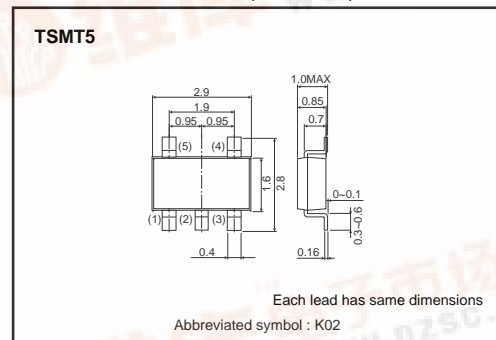 TSMT5
1.0MAX
2.9
0.85
1.9
0.7
0.95 0.95
(5) (4)
1.6
2.8
0~0.1
(1) (2) (3)
0.3~0.6
0.4
0.16
Each lead has same dimensions
Abbreviated symbol : K02